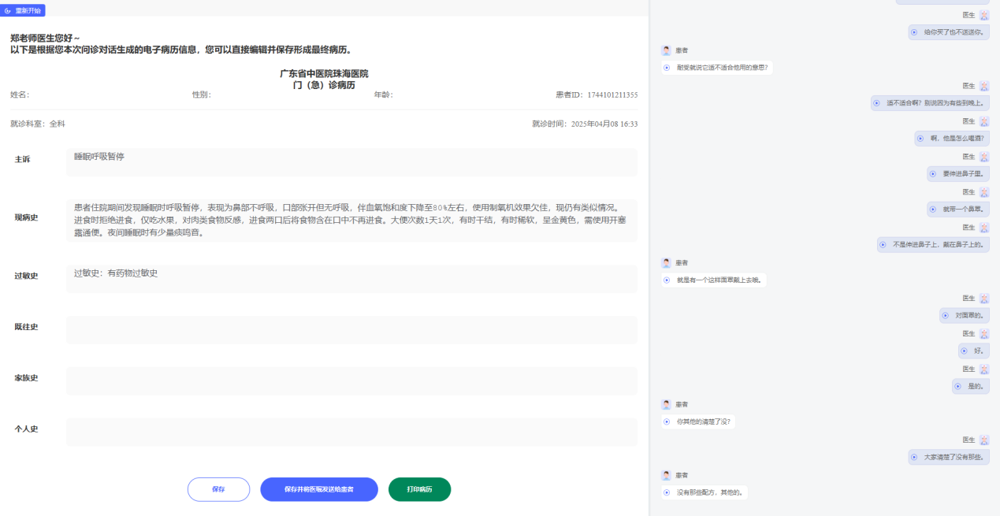 重新开始
郑老师医生您好~
以下是根据您本次问诊对话生成的电子病历信息，您可以直接编辑并保存形成最终病历。
广东省中医院珠海医院
门（急）诊病历
姓名： 性别： 年龄： 患者ID：1744101211355
就诊科室：全科 就诊时间：2025年04月08 16:33
主诉 睡眠呼吸暂停
现病史 患者住院期间发现睡眠时呼吸暂停，表现为鼻部不呼吸，口部张开但无呼吸，伴血氧饱和度下降至80%左右，使用制氧机效果欠佳，现仍有类似情况。
进食时拒绝进食，仅吃水果，对肉类食物反感，进食两口后将食物含在口中不再进食。大便次数1天1次，有时干结，有时稀软，呈金黄色，需使用开塞
露通便。夜间睡眠时有少量痰鸣音。
过敏史 过敏史：有药物过敏史
既往史
家族史
个人史
保存 保存并将医嘱发送给患者 打印病历
医生
给你买了也不送送你。
患者
耐受就说它适不适合他用的意思?
医生
适不适合啊？别说因为有些到晚上。
医生
啊，他是怎么喝酒?
医生
要伸进鼻子里。
医生
就带一个鼻罩。
医生
不是伸进鼻子上，戴在鼻子上的。
患者
就是有一个这样面罩戴上去哦。
医生
对面罩的。
医生
好。
医生
是的。
患者
你其他的清楚了没?
医生
大家清楚了没有那些。
患者
没有那些配方，其他的。